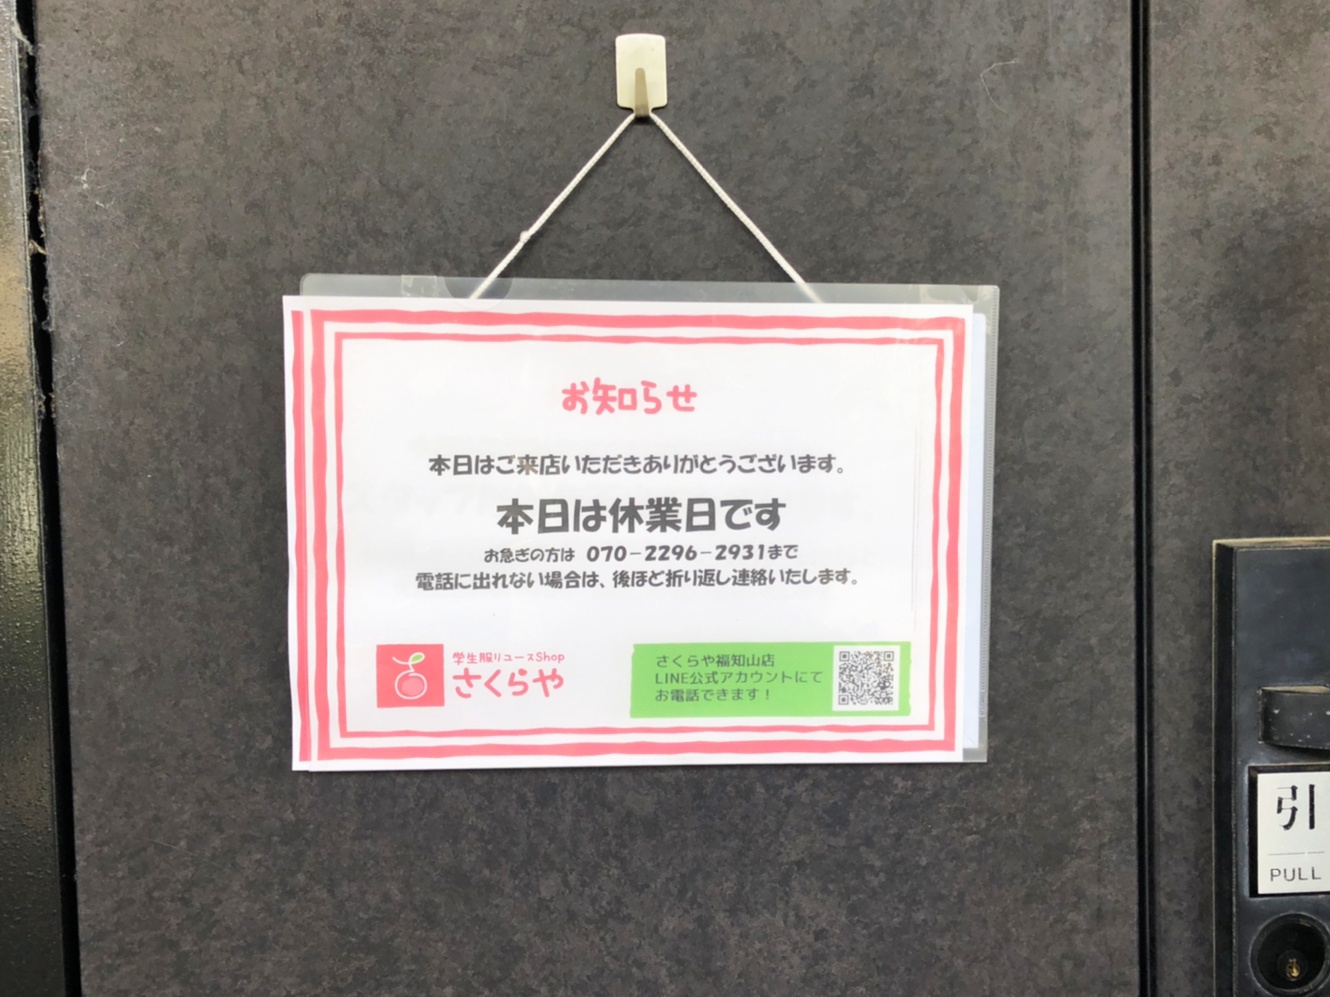 お知らせ
本日はご来店いただきありがとうございます。
本日は休業日です
お急ぎの方は 070-2296-2931まで
電話に出れない場合は、後ほど折り返し連絡いたします。
学生服リユースShop
さくらや
さくらや福知山店
LINE公式アカウントにて
お電話できます！
引
PULL